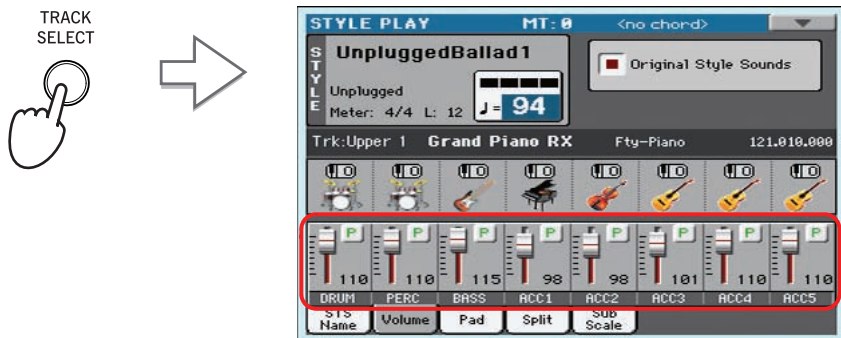 TRACK
SELECT
STYLE PLAY MT: 0 <no chord>
STYLE
UnpluggedBallad1
Unplugged
Meter: 4/4 L: 12 ♩= 94
Original Style Sounds
Trk:Upper 1 Grand Piano RX Fty-Piano 121.010.000
P P P P P P P P
110 110 115 98 98 101 110 110
DRUM PERC BASS ACC1 ACC2 ACC3 ACC4 ACC5
STS Name Volume Pad Split Sub Scale